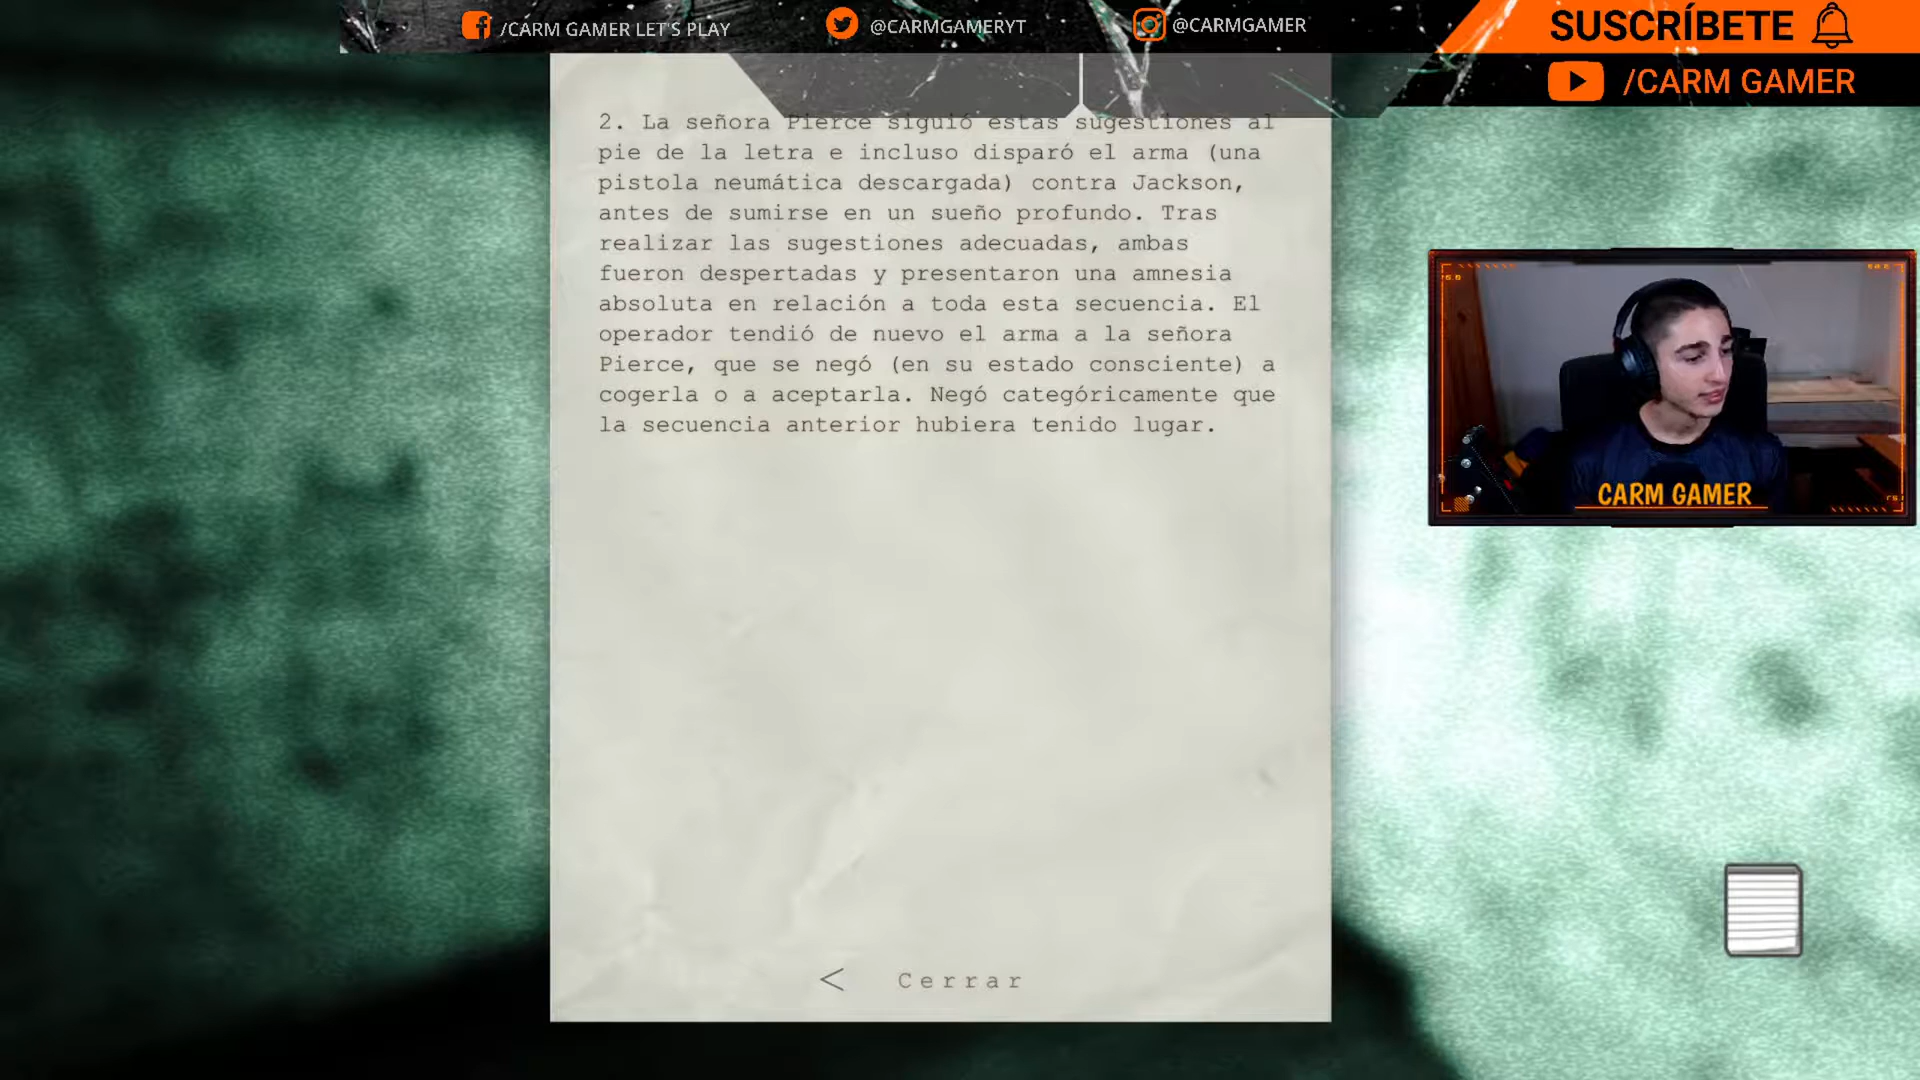 /CARM GAMER LET'S PLAY
@CARMGAMERYT
@CARMGAMER
SUSCRÍBETE
/CARM GAMER
2. La señora Pierce siguió estas sugestiones al
pie de la letra e incluso disparó el arma (una
pistola neumática descargada) contra Jackson,
antes de sumirse en un sueño profundo. Tras
realizar las sugestiones adecuadas, ambas
fueron despertadas y presentaron una amnesia
absoluta en relación a toda esta secuencia. El
operador tendió de nuevo el arma a la señora
Pierce, que se negó (en su estado consciente) a
cogerla o a aceptarla. Negó categóricamente que
la secuencia anterior hubiera tenido lugar.
CARM GAMER
< Cerrar